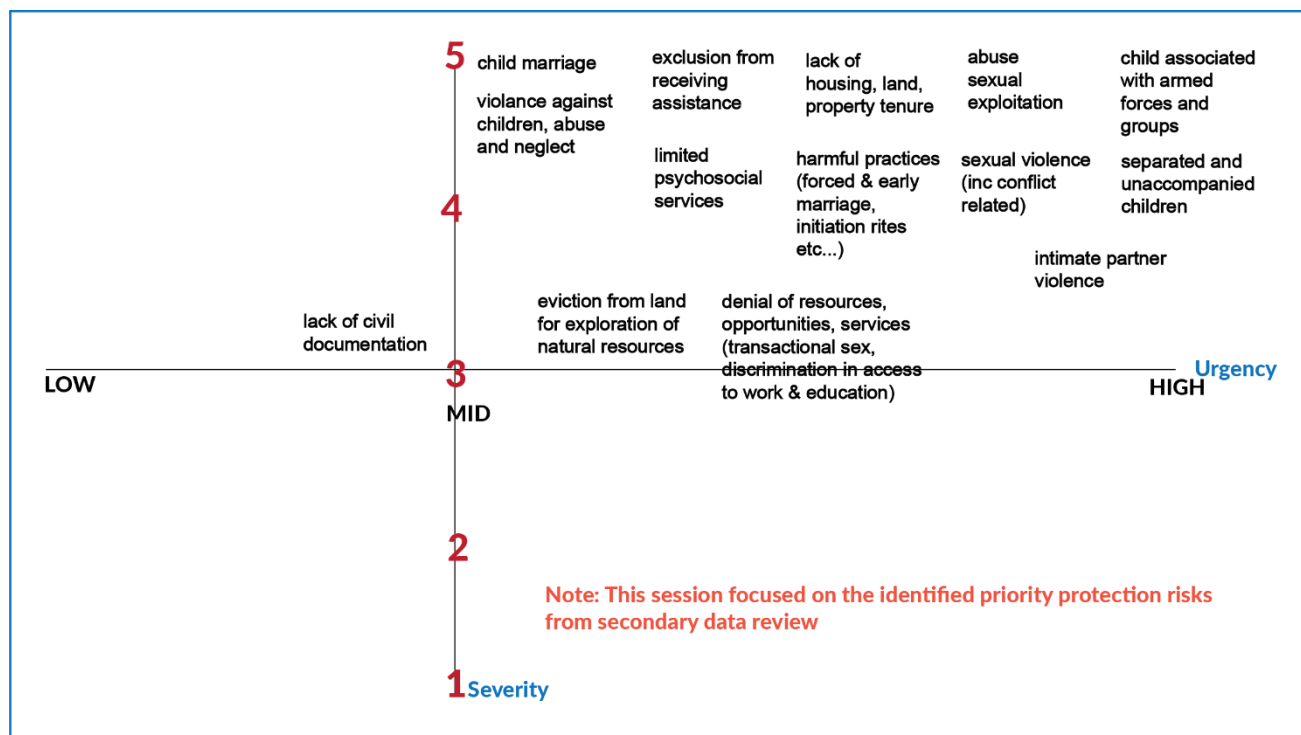 5
child marriage
violance against
children, abuse
and neglect
exclusion from
receiving
assistance
lack of
housing, land,
property tenure
abuse
sexual
exploitation
child associated
with armed
forces and
groups
limited
psychosocial
services
harmful practices
(forced & early
marriage,
initiation rites
etc...)
sexual violence
(inc conflict
related)
separated and
unaccompanied
children
4
intimate partner
violence
lack of civil
documentation
eviction from land
for exploration of
natural resources
denial of resources,
opportunities, services
(transactional sex,
discrimination in access
to work & education)
LOW
3
MID
HIGH
Urgency
2
Note: This session focused on the identified priority protection risks
from secondary data review
1
Severity